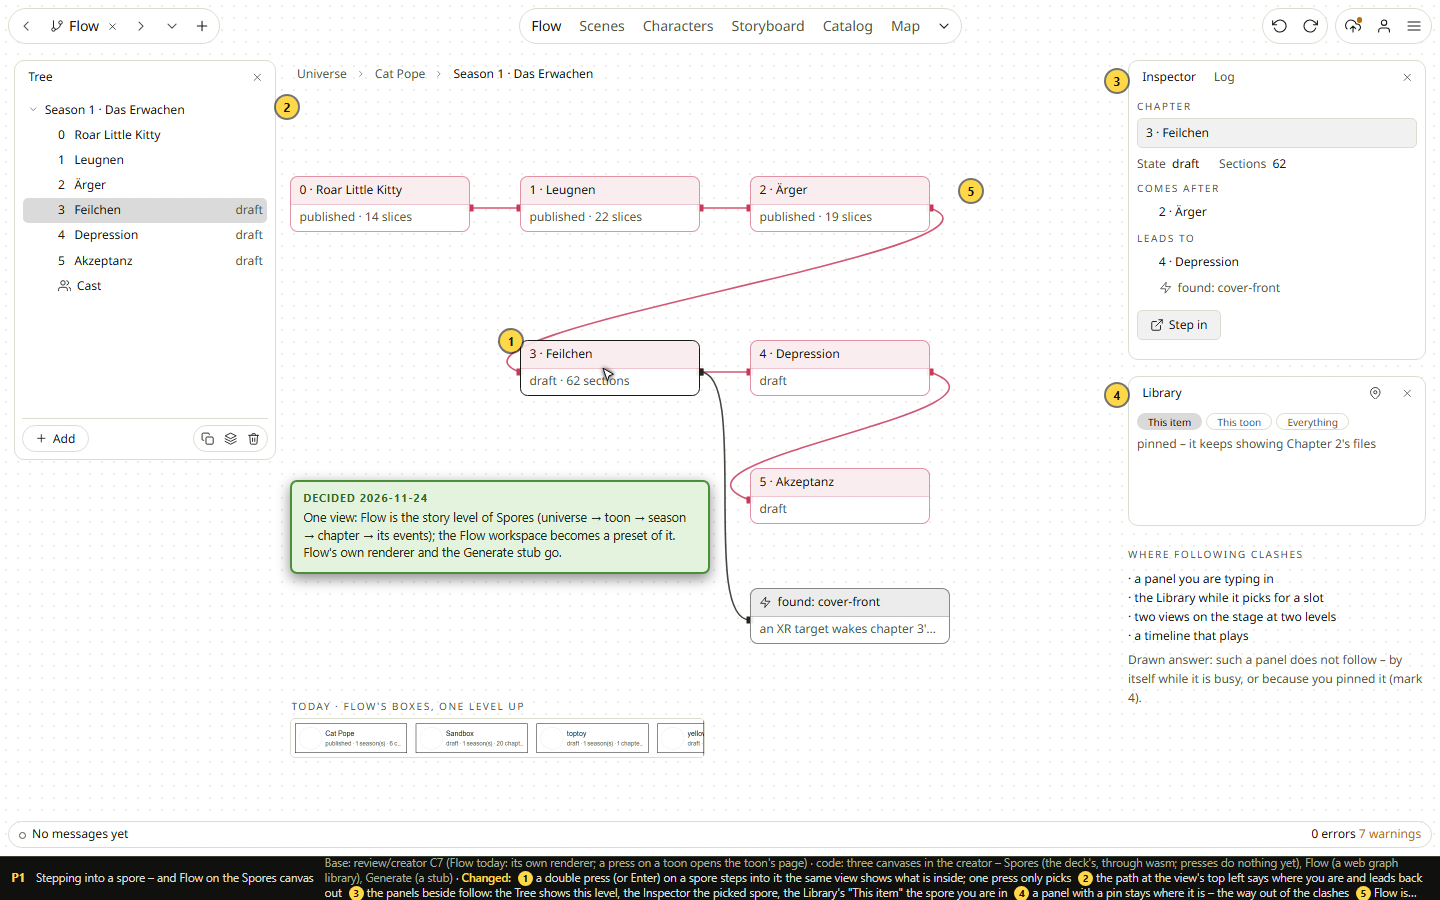 Flow
Flow Scenes Characters Storyboard Catalog Map
Tree
Season 1 · Das Erwachen
0 Roar Little Kitty
1 Leugnen
2 Ärger
3 Feilchen draft
4 Depression draft
5 Akzeptanz draft
Cast
Add
Universe Cat Pope Season 1 · Das Erwachen
2
0 · Roar Little Kitty
published · 14 slices
1 · Leugnen
published · 22 slices
2 · Ärger
published · 19 slices
5
1
3 · Feilchen
draft · 62 sections
4 · Depression
draft
5 · Akzeptanz
draft
DECIDED 2026-11-24
One view: Flow is the story level of Spores (universe → toon → season
→ chapter → its events); the Flow workspace becomes a preset of it.
Flow's own renderer and the Generate stub go.
found: cover-front
an XR target wakes chapter 3'...
TODAY · FLOW'S BOXES, ONE LEVEL UP
Cat Pope
published · 1 season(s) · 6 c...
Sandbox
draft · 1 season(s) · 20 chapt...
toptoy
draft · 1 season(s) · 1 chapte...
yellow
draft ·
3
Inspector Log
CHAPTER
3 · Feilchen
State draft Sections 62
COMES AFTER
2 · Ärger
LEADS TO
4 · Depression
found: cover-front
Step in
4
Library
This item This toon Everything
pinned – it keeps showing Chapter 2's files
WHERE FOLLOWING CLASHES
· a panel you are typing in
· the Library while it picks for a slot
· two views on the stage at two levels
· a timeline that plays
Drawn answer: such a panel does not follow – by
itself while it is busy, or because you pinned it (mark
4).
No messages yet
0 errors 7 warnings
P1 Stepping into a spore – and Flow on the Spores canvas
Base: review/creator C7 (Flow today: its own renderer; a press on a toon opens the toon's page) · code: three canvases in the creator – Spores (the deck's, through wasm; presses do nothing yet), Flow (a web graph
library), Generate (a stub) · Changed: 1 a double press (or Enter) on a spore steps into it: the same view shows what is inside; one press only picks 2 the path at the view's top left says where you are and leads back
out 3 the panels beside follow: the Tree shows this level, the Inspector the picked spore, the Library's "This item" the spore you are in 4 a panel with a pin stays where it is – the way out of the clashes 5 Flow is...